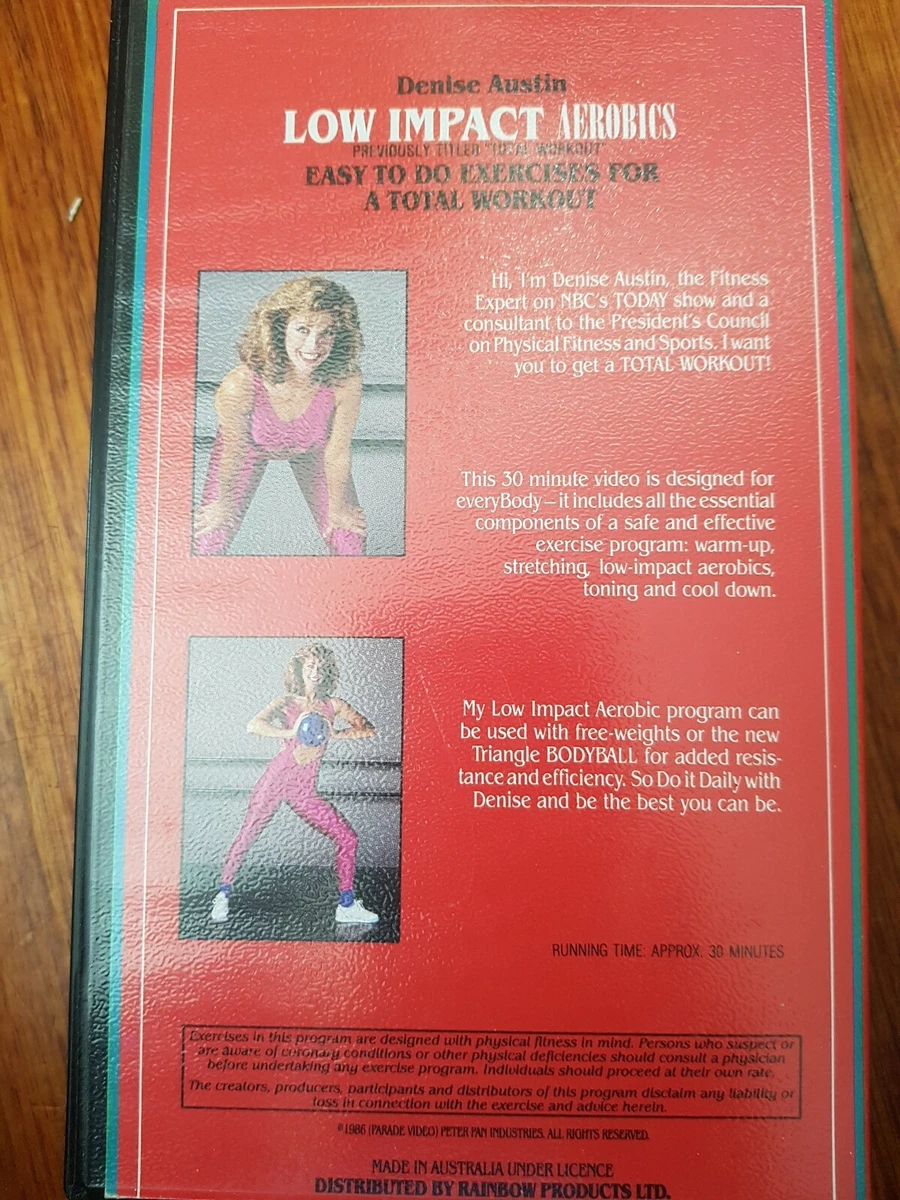 Denise Austin
LOW IMPACT AEROBICS
PREVIOUSLY TITLED "TOTAL WORKOUT"
EASY TO DO EXERCISES FOR
A TOTAL WORKOUT
Hi, I'm Denise Austin, the Fitness
Expert on NBC's TODAY show and a
consultant to the President's Council
on Physical Fitness and Sports. I want
you to get a TOTAL WORKOUT!
This 30 minute video is designed for
everyBody – it includes all the essential
components of a safe and effective
exercise program: warm-up,
stretching, low-impact aerobics,
toning and cool down.
My Low Impact Aerobic program can
be used with free-weights or the new
Triangle BODYBALL for added resis-
tance and efficiency. So Do it Daily with
Denise and be the best you can be.
RUNNING TIME: APPROX. 30 MINUTES
Exercises in this program are designed with physical fitness in mind. Persons who suspect or
are aware of coronary conditions or other physical deficiencies should consult a physician
before undertaking any exercise program. Individuals should proceed at their own rate.
The creators, producers, participants and distributors of this program disclaim any liability or
loss in connection with the exercise and advice herein.
©1986 (PARADE VIDEO) PETER PAN INDUSTRIES. ALL RIGHTS RESERVED.
MADE IN AUSTRALIA UNDER LICENCE
DISTRIBUTED BY RAINBOW PRODUCTS LTD.